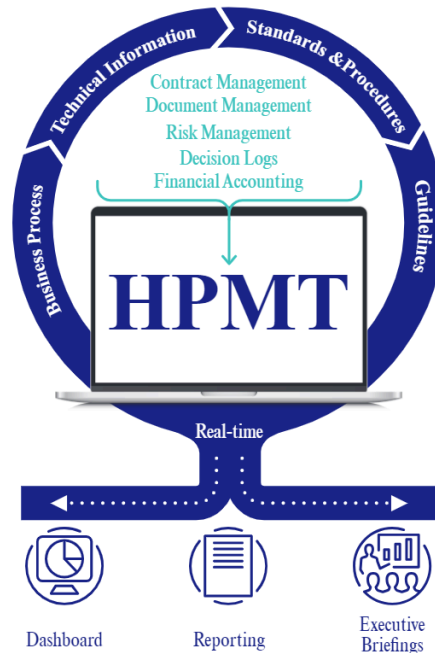 Business Process
Technical Information
Standards &Procedures
Guidelines
Contract Management
Document Management
Risk Management
Decision Logs
Financial Accounting
HPMT
Real-time
Dashboard
Reporting
Executive
Briefings